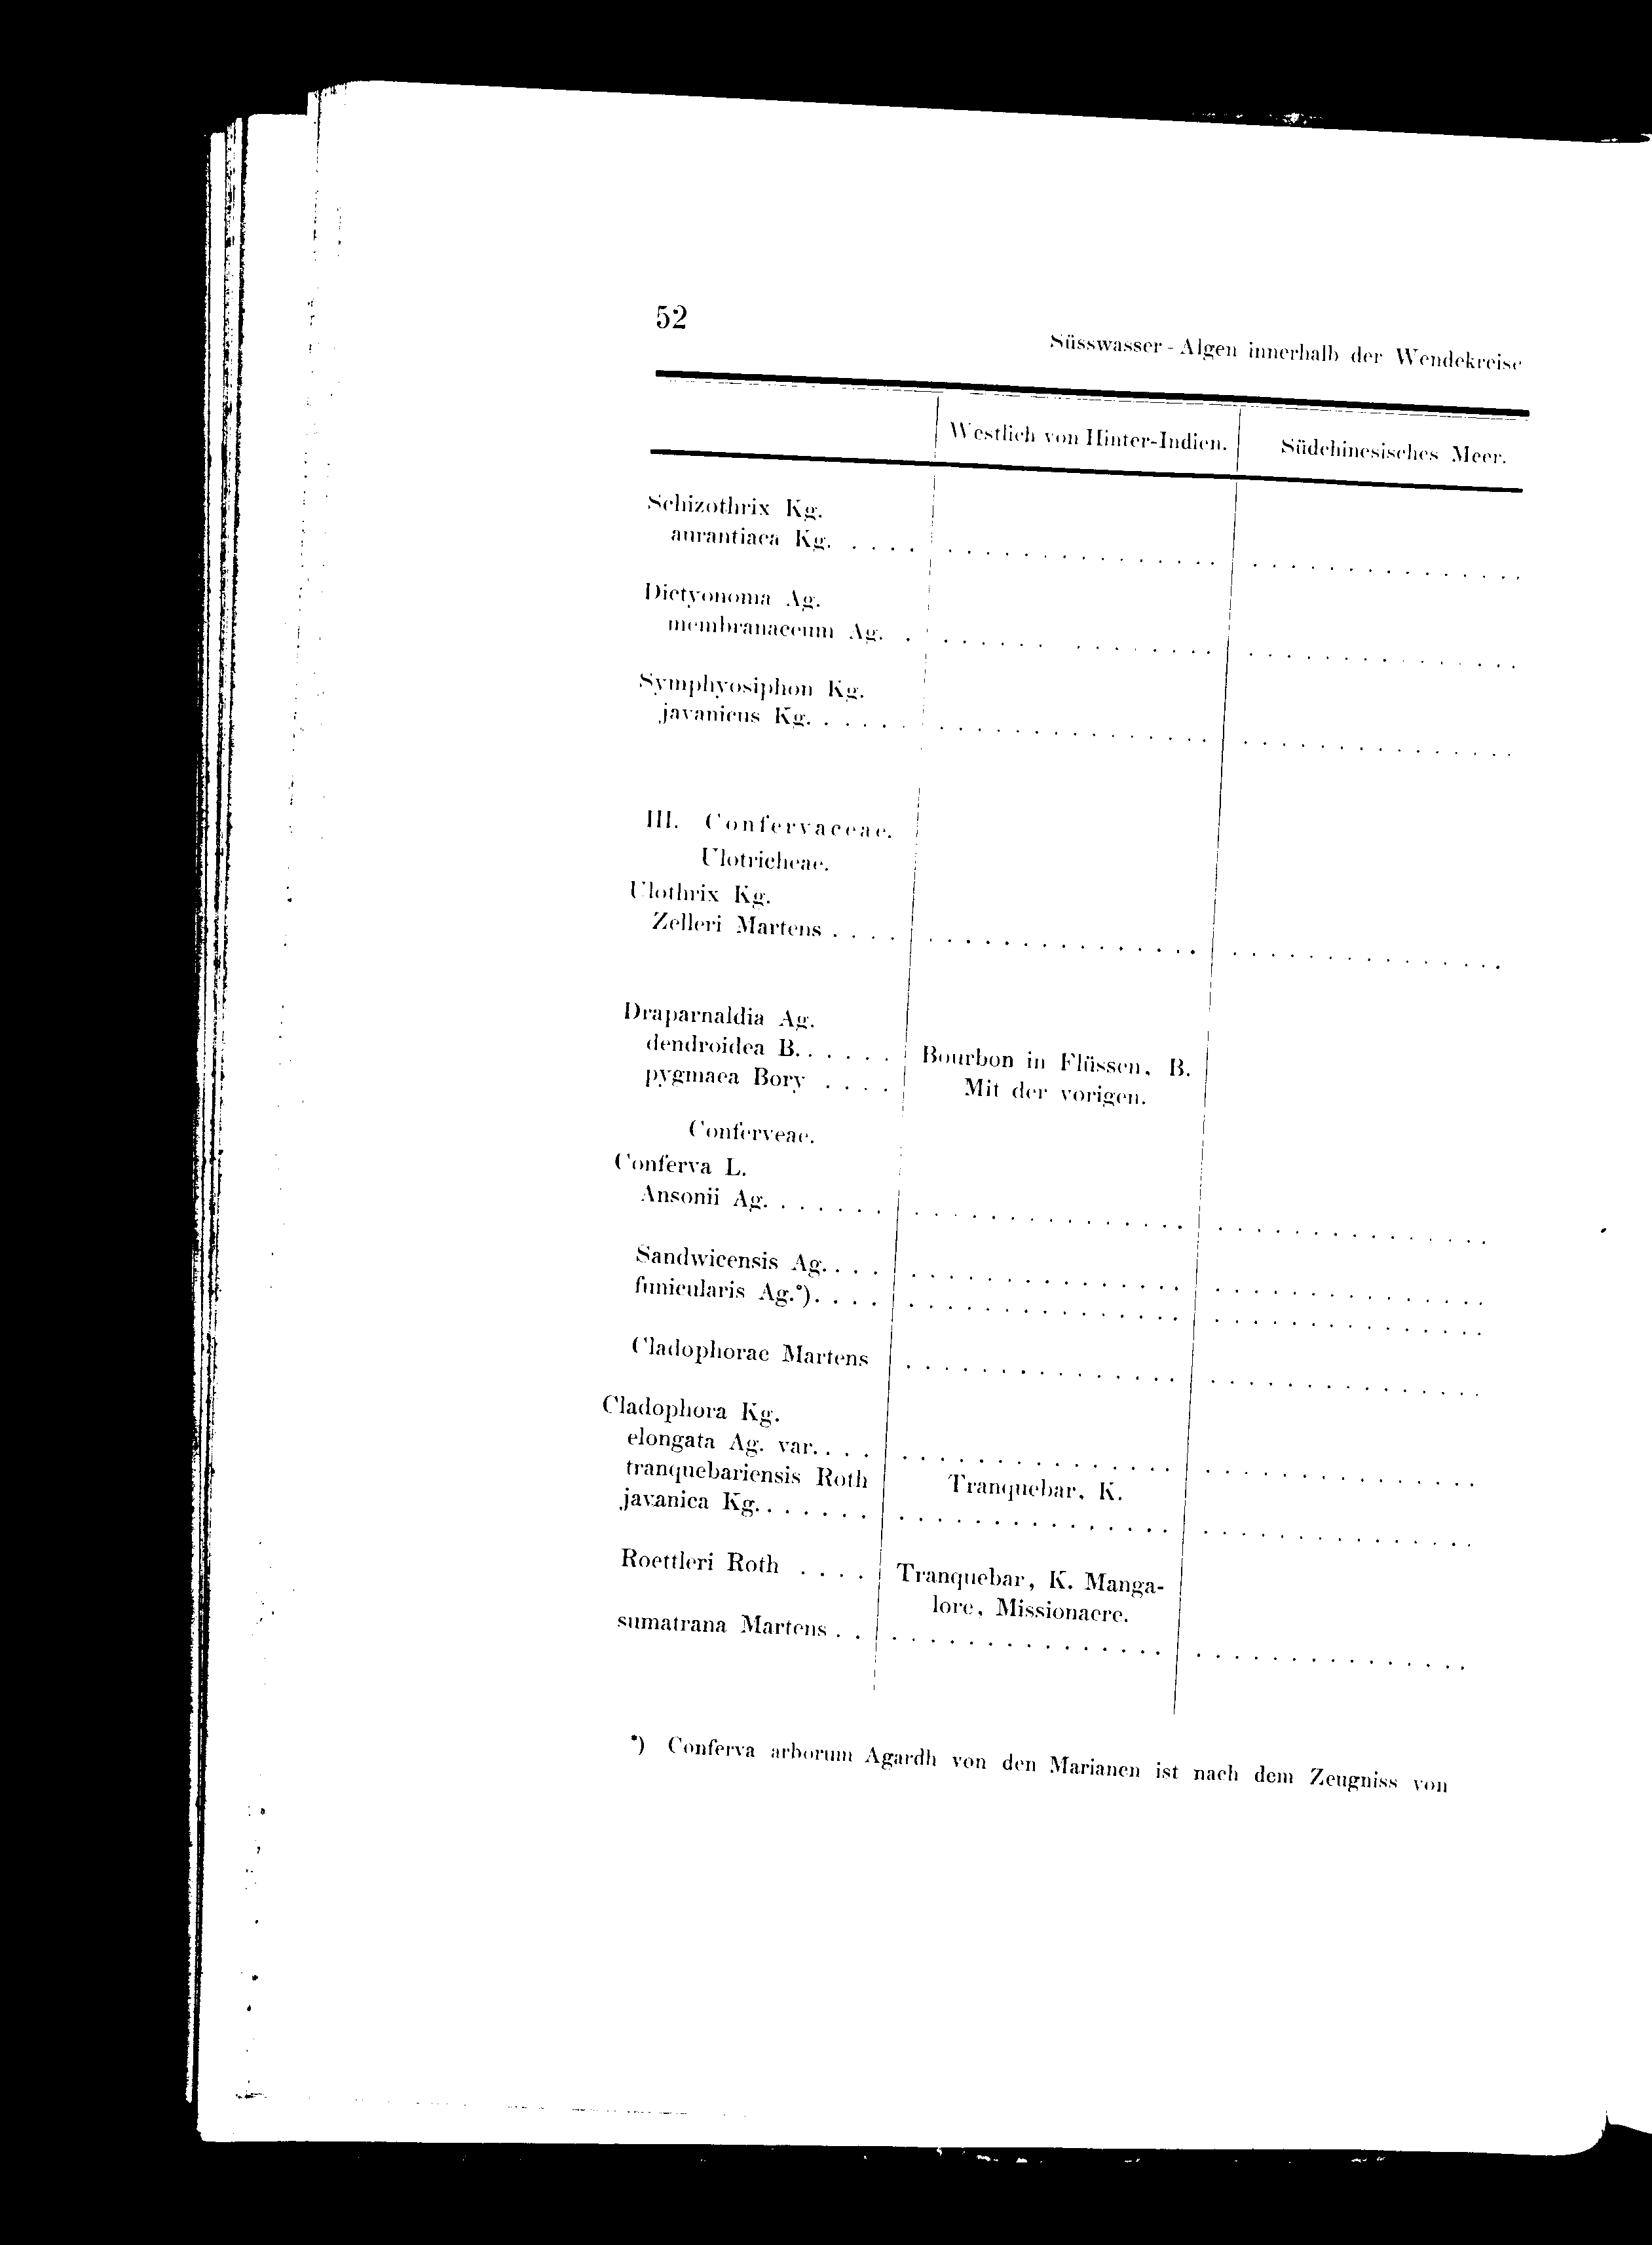 52
Süsswasser-Algen innerhalb der Wendekreise
Westlich von Hinter-Indien. Südchinesisches Meer.
Schizothrix Kg.
aurantiaca Kg. . . . . . . . . . . . . . . . . . . . . . . . . . . . . . . . . .
Dictyonoma Ag.
membranaceum Ag. . . . . . . . . . . . . . . . . . . . . . . . . . . . . .
Symphyosiphon Kg.
javanicus Kg. . . . . . . . . . . . . . . . . . . . . . . . . . . . . . . . . .
III. Confervaceae.
Ulotricheae.
Ulothrix Kg.
Zelleri Martens . . . . . . . . . . . . . . . . . . . . . . . . . . . . . . . . .
Draparnaldia Ag.
dendroidea B. . . . . . Bourbon in Flüssen, B.
pygmaea Bory . . . . Mit der vorigen.
Conferveae.
Conferva L.
Ansonii Ag. . . . . . . . . . . . . . . . . . . . . . . . . . . . . . . . . . . .
Sandwicensis Ag. . . . . . . . . . . . . . . . . . . . . . . . . . . . . . . .
funicularis Ag.*). . . . . . . . . . . . . . . . . . . . . . . . . . . . . . . .
Cladophorae Martens . . . . . . . . . . . . . . . . . . . . . . . . . . . . .
Cladophora Kg.
elongata Ag. var. . . . . . . . . . . . . . . . . . . . . . . . . . . . . . . .
tranquebariensis Roth Tranquebar, K.
javanica Kg. . . . . . . . . . . . . . . . . . . . . . . . . . . . . . . . . . .
Roettleri Roth . . . . Tranquebar, K. Manga-
lore, Missionaere.
sumatrana Martens . . . . . . . . . . . . . . . . . . . . . . . . . . . . . . .
*) Conferva arborum Agardh von den Marianen ist nach dem Zeugniss von